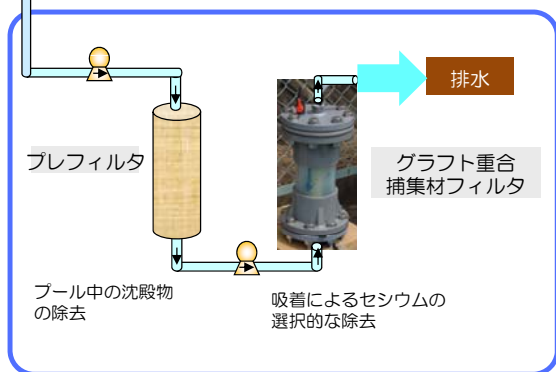 排水
プレフィルタ
グラフト重合
捕集材フィルタ
プール中の沈殿物
の除去
吸着によるセシウムの
選択的な除去